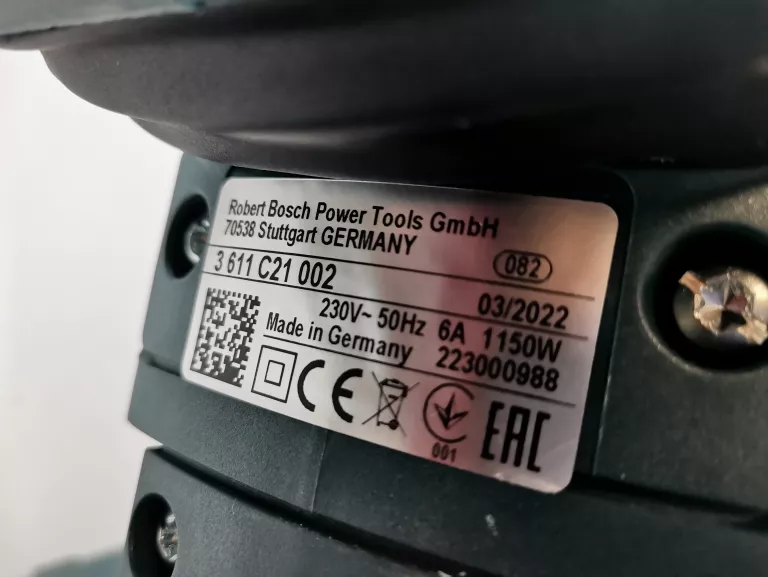 Robert Bosch Power Tools GmbH
70538 Stuttgart GERMANY
082
3 611 C21 002
03/2022
230V~ 50Hz 6A 1150W
Made in Germany 223000988
CE
001
EAC